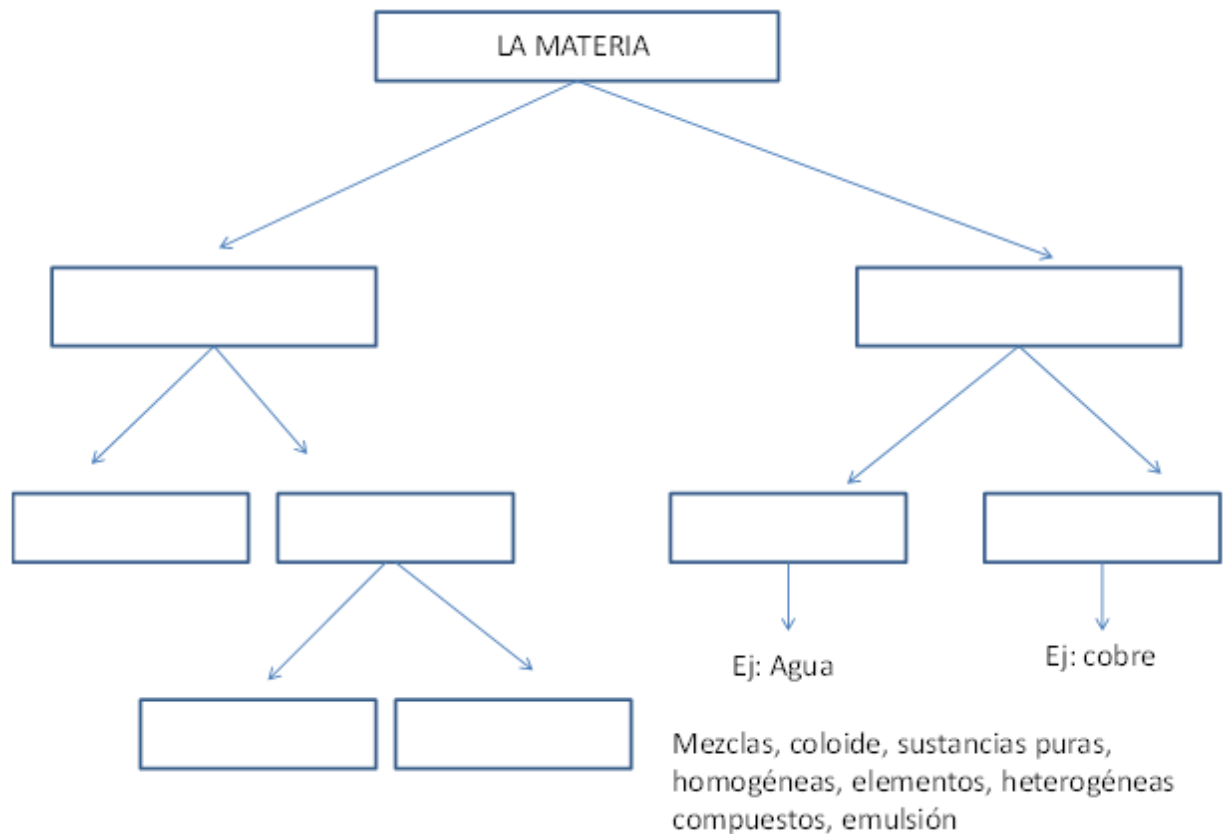 LA MATERIA
Ej: Agua
Ej: cobre
Mezclas, coloide, sustancias puras,
homogéneas, elementos, heterogéneas
compuestos, emulsión